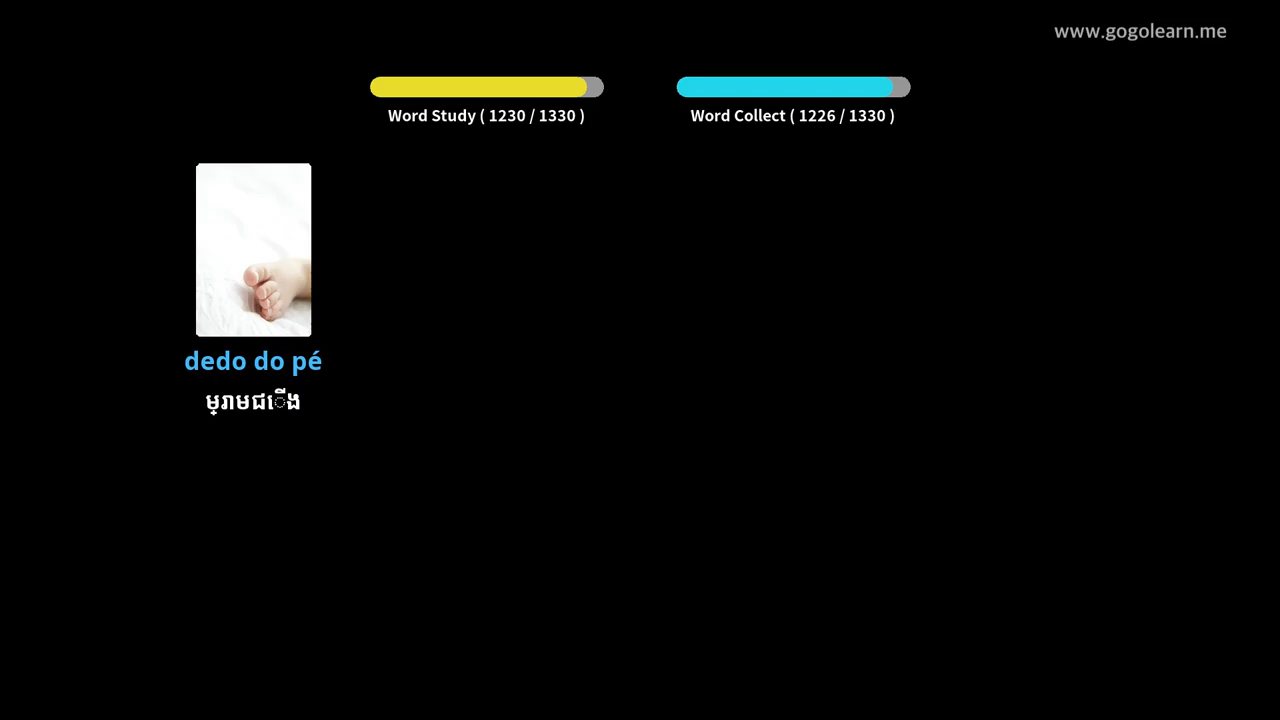 www.gogolearn.me
Word Study ( 1230 / 1330 )
Word Collect ( 1226 / 1330 )
dedo do pé
ម្រាមជើង